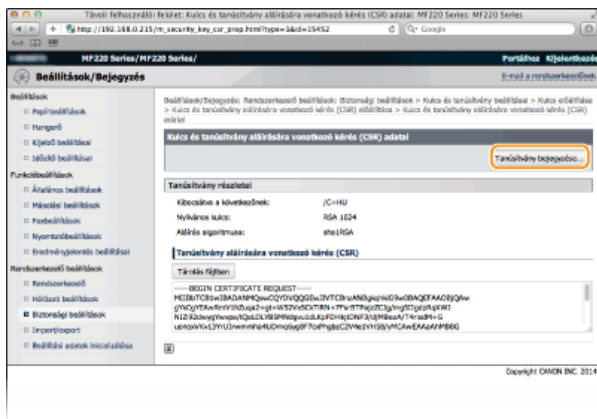 Távoli felhasználói felület: Kulcs és tanúsítvány aláírására vonatkozó kérés (CSR) adatai: MF220 Series: MF220 Series
http://192.168.0.215/m_security_key_csr_prop.html?type=3&id=15452
Google
MF220 Series/MF220 Series/
Portálhoz Kijelentkezés
Beállítások/Bejegyzés
E-mail a rendszerkezelőnek
Beállítások
Papírbeállítások
Hangerő
Kijelző beállításai
Időzítő beállításai
Funkcióbeállítások
Általános beállítások
Másolási beállítások
Faxbeállítások
Nyomtatóbeállítások
Eredményjelentés beállításai
Rendszerkezelő beállítások
Rendszerkezelő
Hálózati beállítások
Biztonsági beállítások
Import/export
Beállítási adatok inicializálása
Beállítások/Bejegyzés: Rendszerkezelő beállítások: Biztonsági beállítások > Kulcs és tanúsítvány beállításai > Kulcs előállítása
> Kulcs és tanúsítvány aláírására vonatkozó kérés (CSR) előállítása > Kulcs és tanúsítvány aláírására vonatkozó kérés (CSR)
adatai
Kulcs és tanúsítvány aláírására vonatkozó kérés (CSR) adatai
Tanúsítvány bejegyzése...
Tanúsítvány részletei
Kibocsátva a következőnek: /C=HU
Nyilvános kulcs: RSA 1024
Aláírás algoritmusa: sha1RSA
Tanúsítvány aláírására vonatkozó kérés (CSR)
Tárolás fájlban
-----BEGIN CERTIFICATE REQUEST-----
Copyright CANON INC. 2014